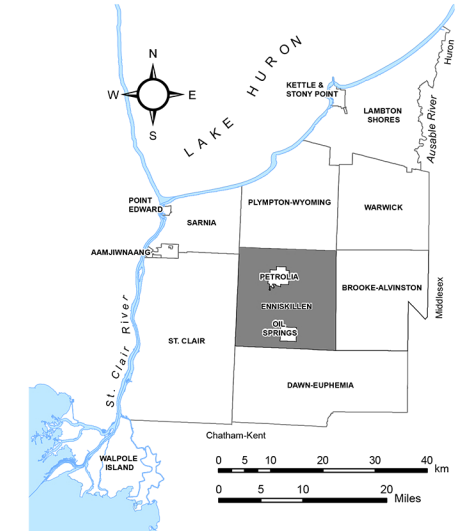 N
W E
S
LAKE HURON
Huron
KETTLE &
STONY POINT
LAMBTON
SHORES
Ausable River
POINT
EDWARD
SARNIA
PLYMPTON-WYOMING
WARWICK
AAMJIWNAANG
PETROLIA
BROOKE-ALVINSTON
Middlesex
ENNISKILLEN
OIL
SPRINGS
ST. CLAIR
St. Clair River
DAWN-EUPHEMIA
Chatham-Kent
WALPOLE
ISLAND
0 5 10 20 30 40
km
0 5 10 20
Miles